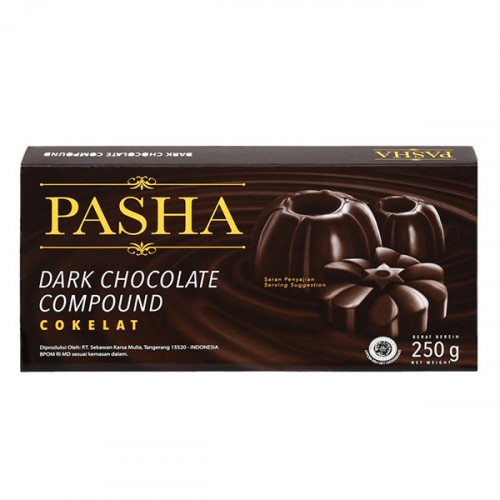 DARK CHOCOLATE COMPOUND
PASHA
PASHA
DARK CHOCOLATE
COMPOUND
COKELAT
Diproduksi Oleh: P.T. Sekawan Karsa Mulia, Tangerang 15520 - INDONESIA
BPOM RI MD sesuai kemasan dalam.
Saran Penyajian
Serving Suggestion
BERAT BERSIH
250 g
NET WEIGHT